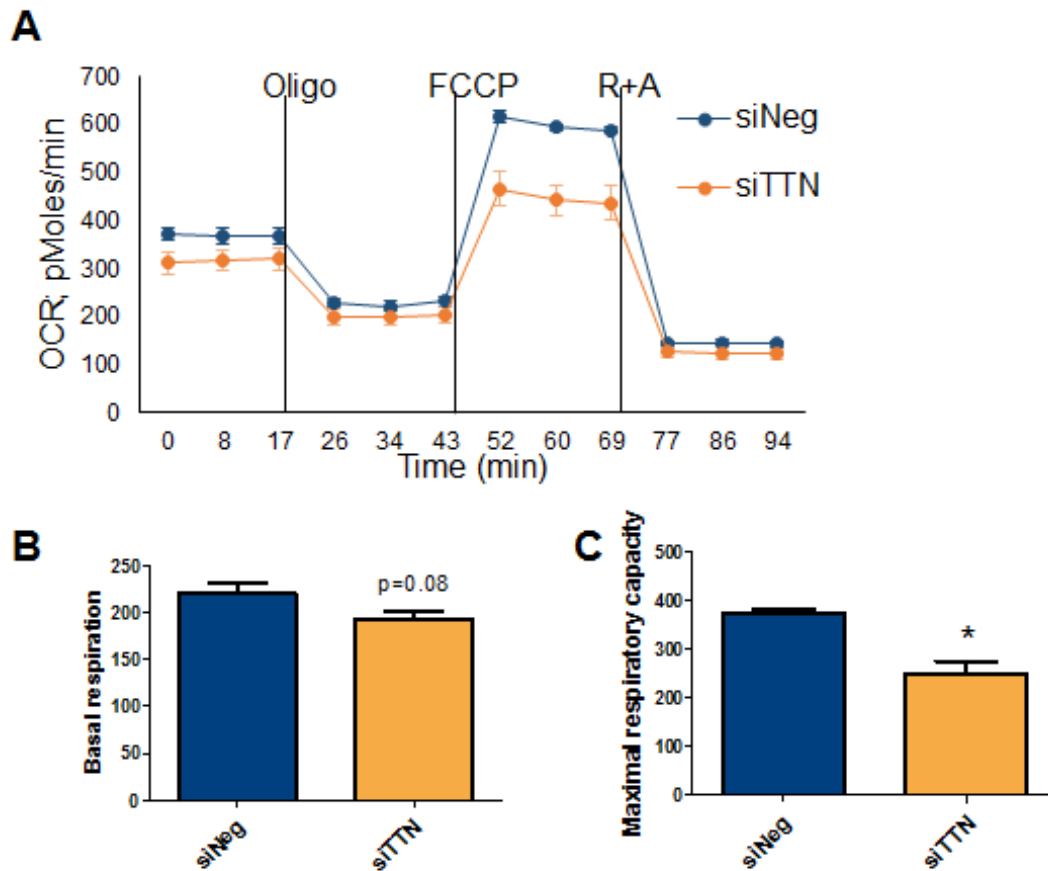 A
700
600
500
400
300
200
100
0
OCR; pMoles/min
Oligo
FCCP
R+A
siNeg
siTTN
0 8 17 26 34 43 52 60 69 77 86 94
Time (min)
B
250
200
150
100
50
0
Basal respiration
p=0.08
siNeg
siTTN
C
500
400
300
200
100
0
Maximal respiratory capacity
*
siNeg
siTTN